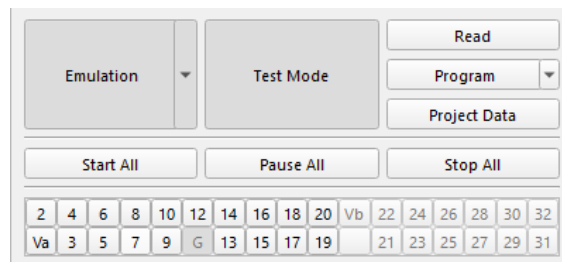 Emulation
Test Mode
Read
Program
Project Data
Start All Pause All Stop All
2 4 6 8 10 12 14 16 18 20 Vb 22 24 26 28 30 32
Va 3 5 7 9 G 13 15 17 19 21 23 25 27 29 31